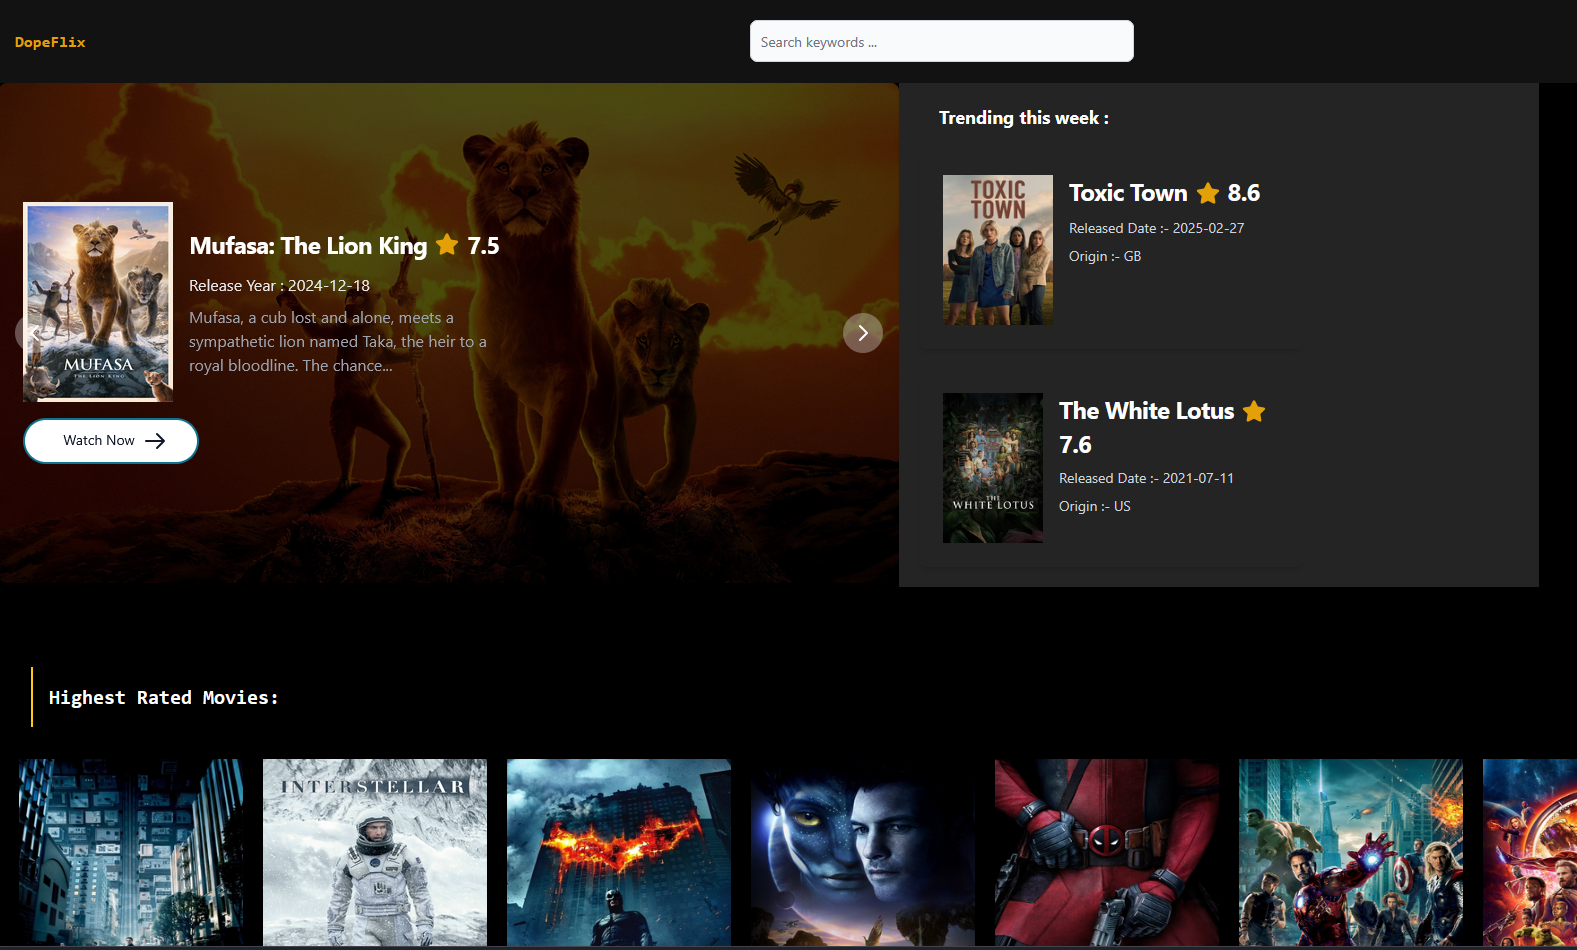 DopeFlix
Search keywords ...
Mufasa: The Lion King 7.5
Release Year : 2024-12-18
Mufasa, a cub lost and alone, meets a
sympathetic lion named Taka, the heir to a
royal bloodline. The chance...
MUFASA
THE LION KING
Watch Now
Trending this week :
TOXIC
TOWN
Toxic Town 8.6
Released Date :- 2025-02-27
Origin :- GB
THE
WHITE LOTUS
The White Lotus
7.6
Released Date :- 2021-07-11
Origin :- US
Highest Rated Movies:
INTERSTELLAR